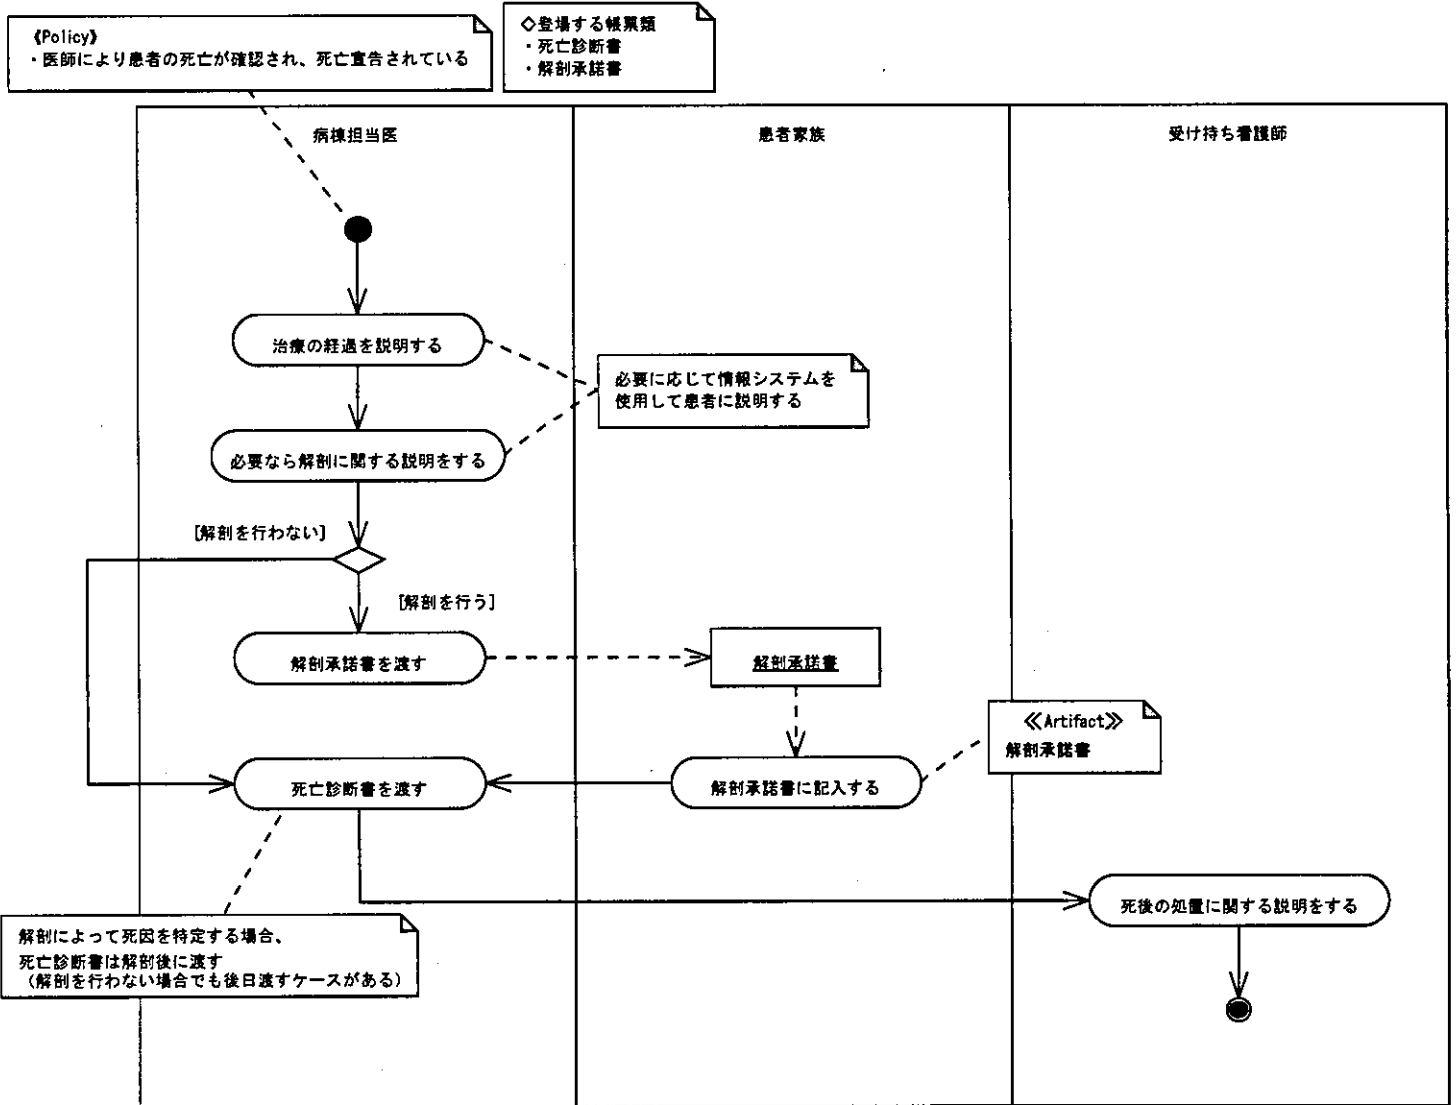 《Policy》
・医師により患者の死亡が確認され、死亡宣告されている
◇登場する帳票類
・死亡診断書
・解剖承諾書
病棟担当医
患者家族
受け持ち看護師
治療の経過を説明する
必要に応じて情報システムを
使用して患者に説明する
必要なら解剖に関する説明をする
[解剖を行わない]
[解剖を行う]
解剖承諾書を渡す
解剖承諾書
≪Artifact≫
解剖承諾書
死亡診断書を渡す
解剖承諾書に記入する
死後の処置に関する説明をする
解剖によって死因を特定する場合、
死亡診断書は解剖後に渡す
（解剖を行わない場合でも後日渡すケースがある）